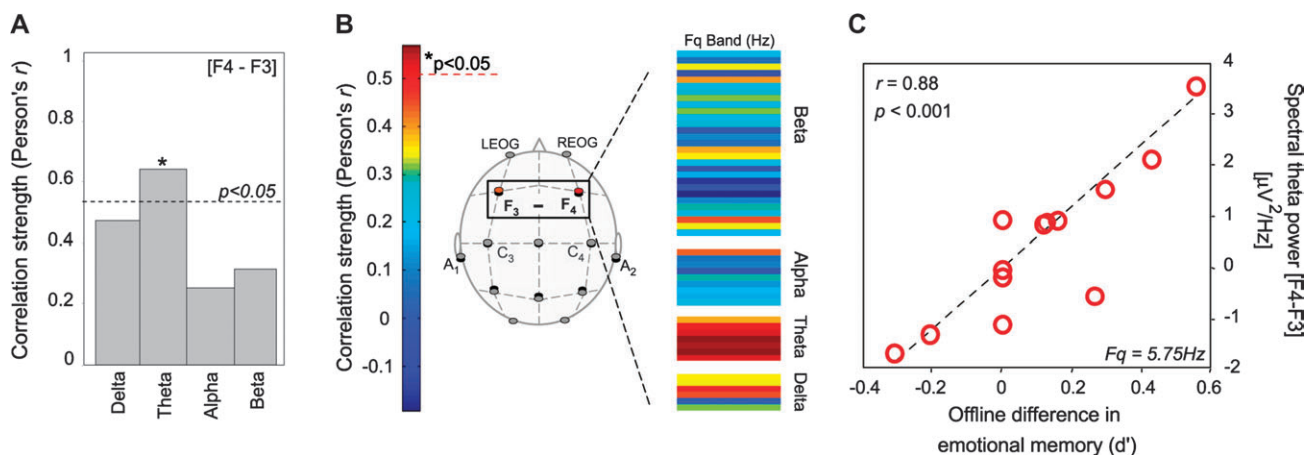 A
Correlation strength (Person's r)
1
0.8
0.6
0.4
0.2
0
[F4 - F3]
*
p<0.05
Delta
Theta
Alpha
Beta
B
Correlation strength (Person's r)
0.5
0.4
0.3
0.2
0.1
0
-0.1
*p<0.05
LEOG
REOG
F3 - F4
A1
C3
C4
A2
Fq Band (Hz)
Beta
Alpha
Theta
Delta
C
r = 0.88
p < 0.001
Fq = 5.75Hz
4
3
2
1
0
-1
-2
Spectral theta power [F4-F3]
[µV²/Hz]
-0.4
-0.2
0
0.2
0.4
0.6
Offline difference in
emotional memory (d')